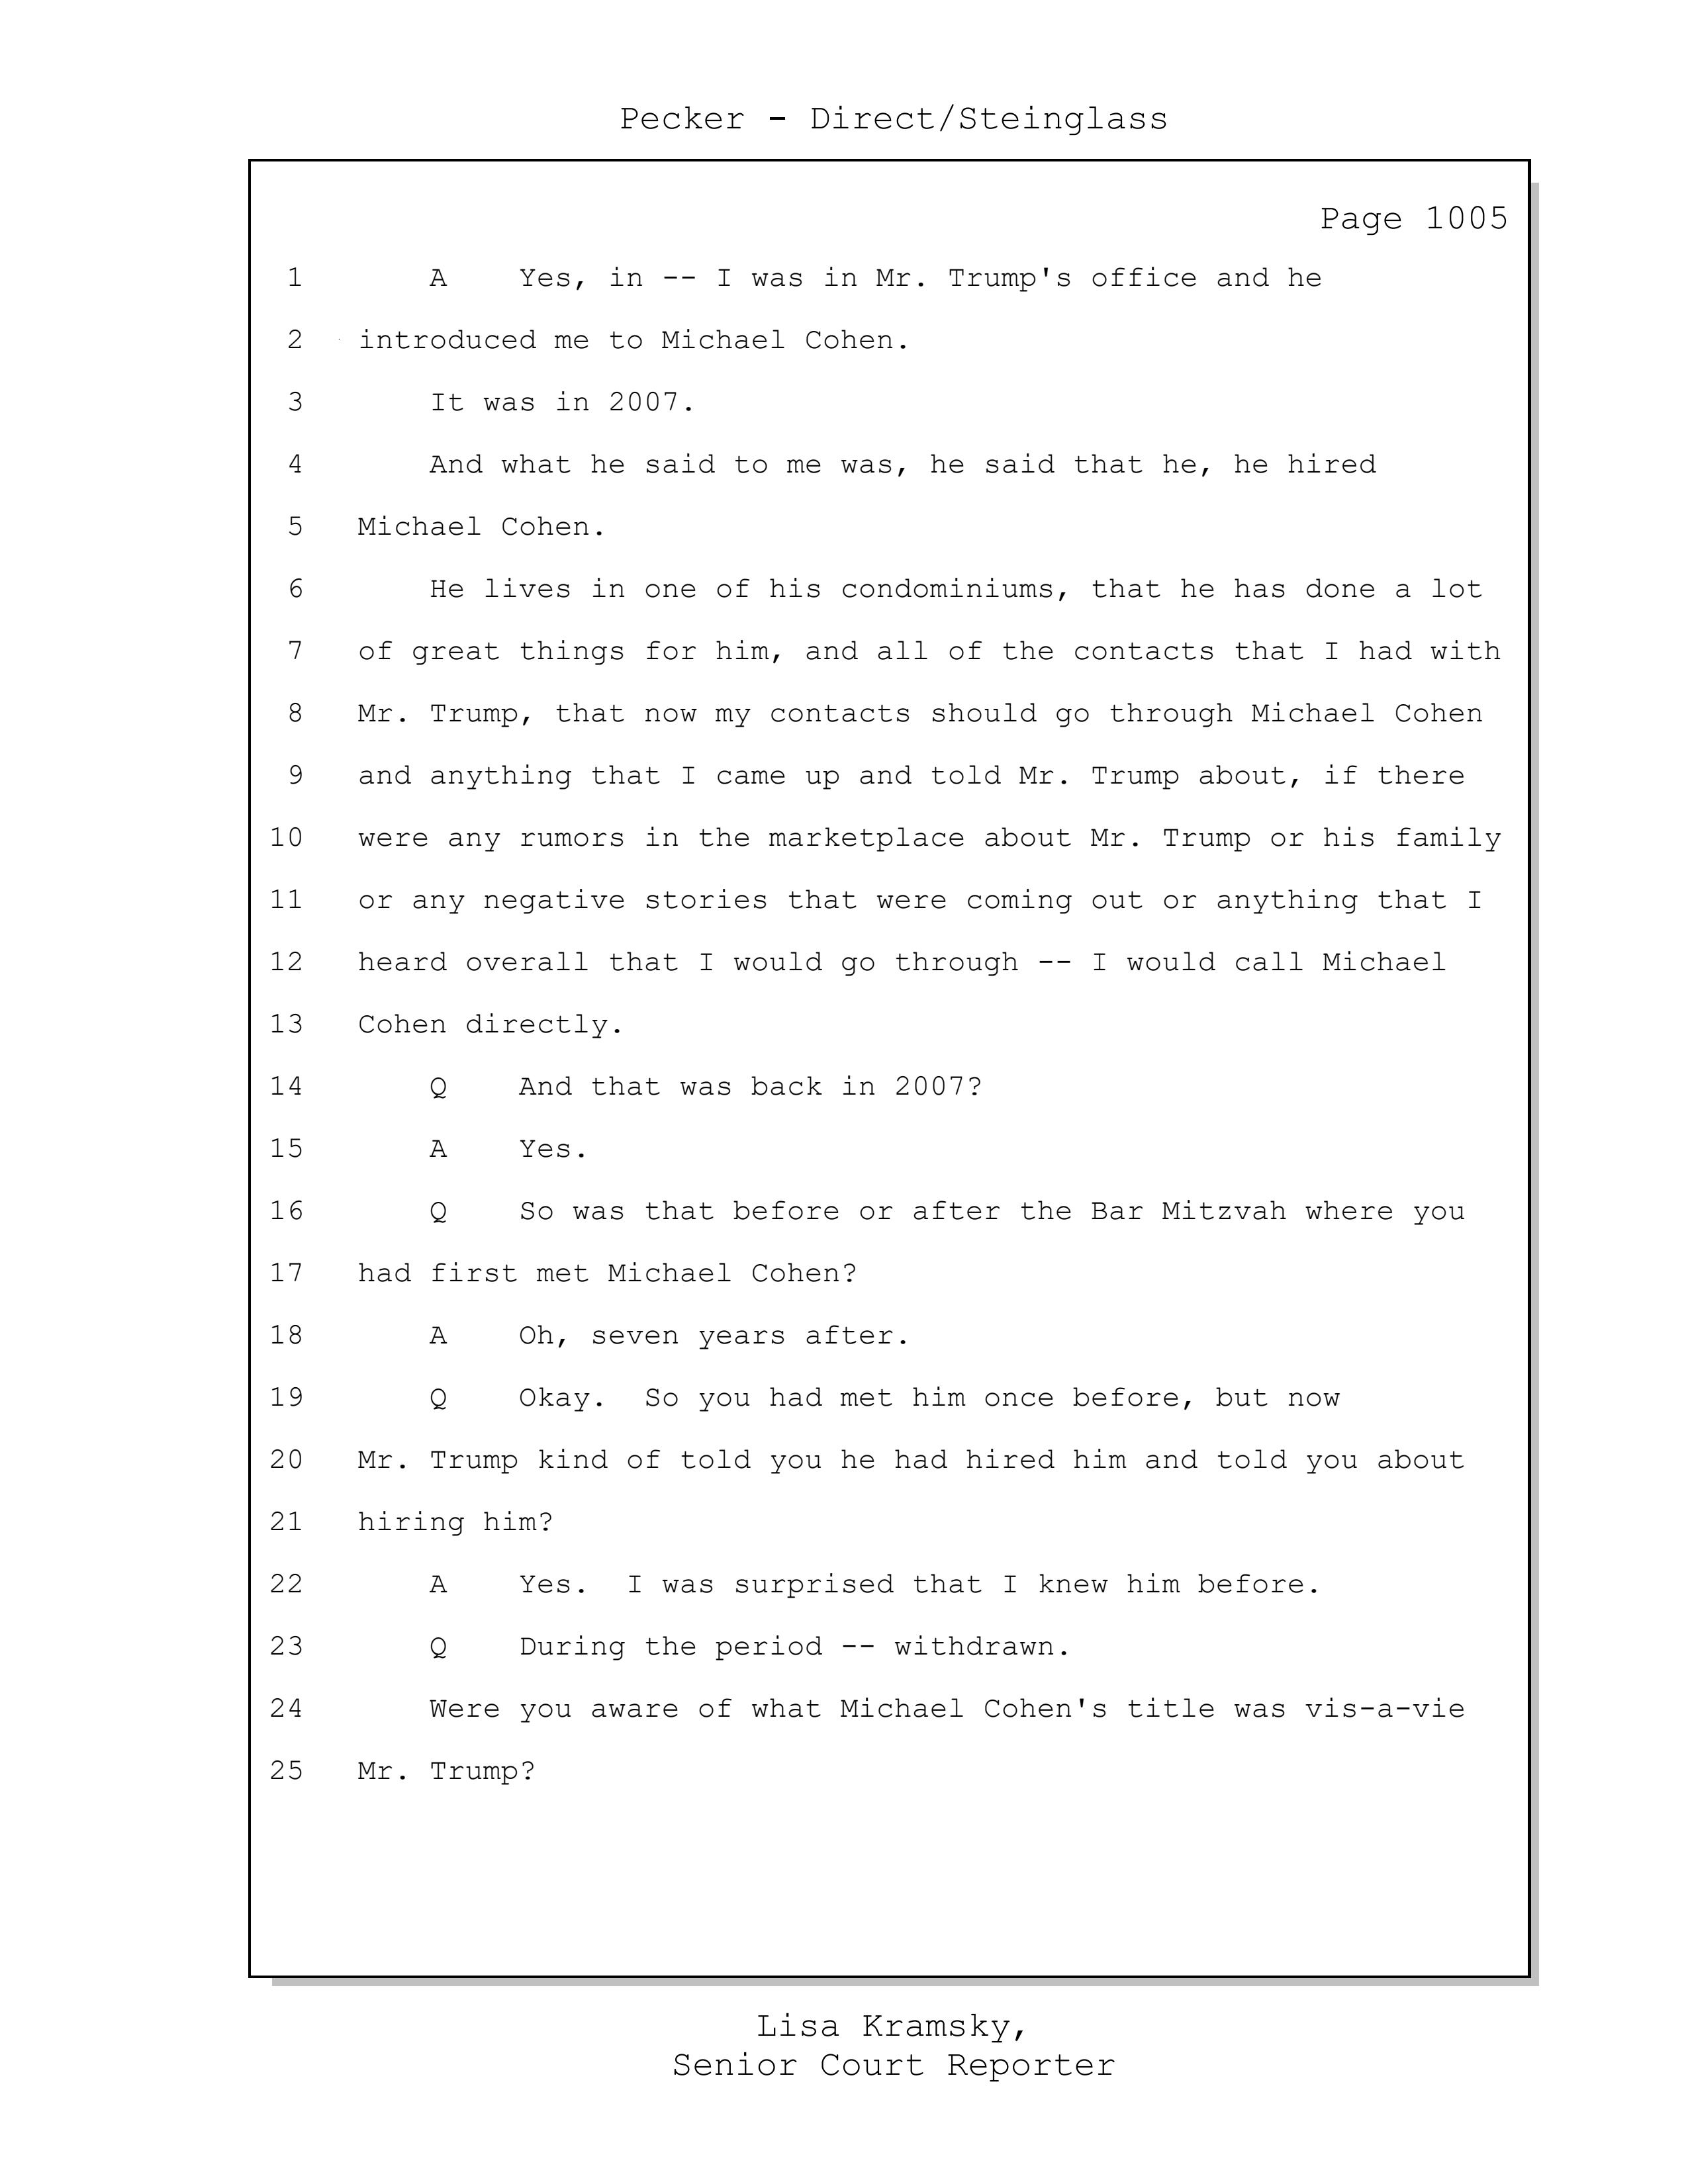 Pecker - Direct/Steinglass
Page 1005
1 A Yes, in -- I was in Mr. Trump's office and he
2 introduced me to Michael Cohen.
3 It was in 2007.
4 And what he said to me was, he said that he, he hired
5 Michael Cohen.
6 He lives in one of his condominiums, that he has done a lot
7 of great things for him, and all of the contacts that I had with
8 Mr. Trump, that now my contacts should go through Michael Cohen
9 and anything that I came up and told Mr. Trump about, if there
10 were any rumors in the marketplace about Mr. Trump or his family
11 or any negative stories that were coming out or anything that I
12 heard overall that I would go through -- I would call Michael
13 Cohen directly.
14 Q And that was back in 2007?
15 A Yes.
16 Q So was that before or after the Bar Mitzvah where you
17 had first met Michael Cohen?
18 A Oh, seven years after.
19 Q Okay. So you had met him once before, but now
20 Mr. Trump kind of told you he had hired him and told you about
21 hiring him?
22 A Yes. I was surprised that I knew him before.
23 Q During the period -- withdrawn.
24 Were you aware of what Michael Cohen's title was vis-a-vie
25 Mr. Trump?
Lisa Kramsky,
Senior Court Reporter